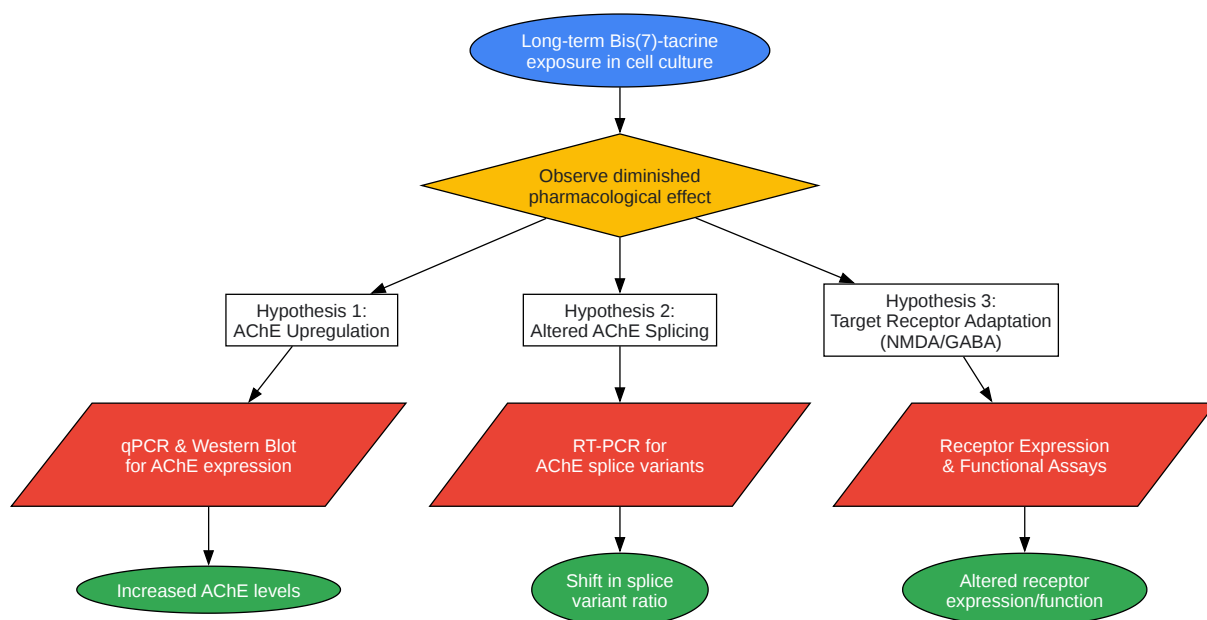 Long-term Bis(7)-tacrine
exposure in cell culture
Observe diminished
pharmacological effect
Hypothesis 1:
AChE Upregulation
Hypothesis 2:
Altered AChE Splicing
Hypothesis 3:
Target Receptor Adaptation
(NMDA/GABA)
qPCR & Western Blot
for AChE expression
RT-PCR for
AChE splice variants
Receptor Expression
& Functional Assays
Increased AChE levels
Shift in splice
variant ratio
Altered receptor
expression/function